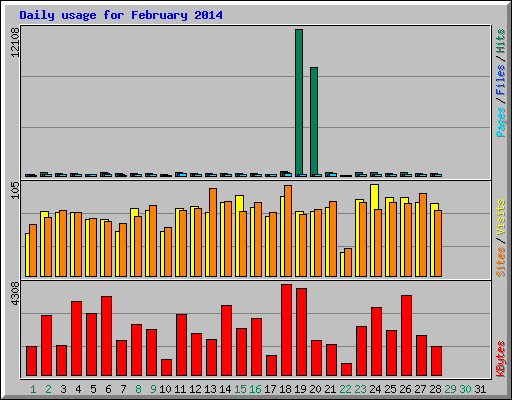 Daily usage for February 2014
12108
Pages / Files / Hits
105
Sites / Visits
4308
KBytes
1 2 3 4 5 6 7 8 9 10 11 12 13 14 15 16 17 18 19 20 21 22 23 24 25 26 27 28 29 30 31